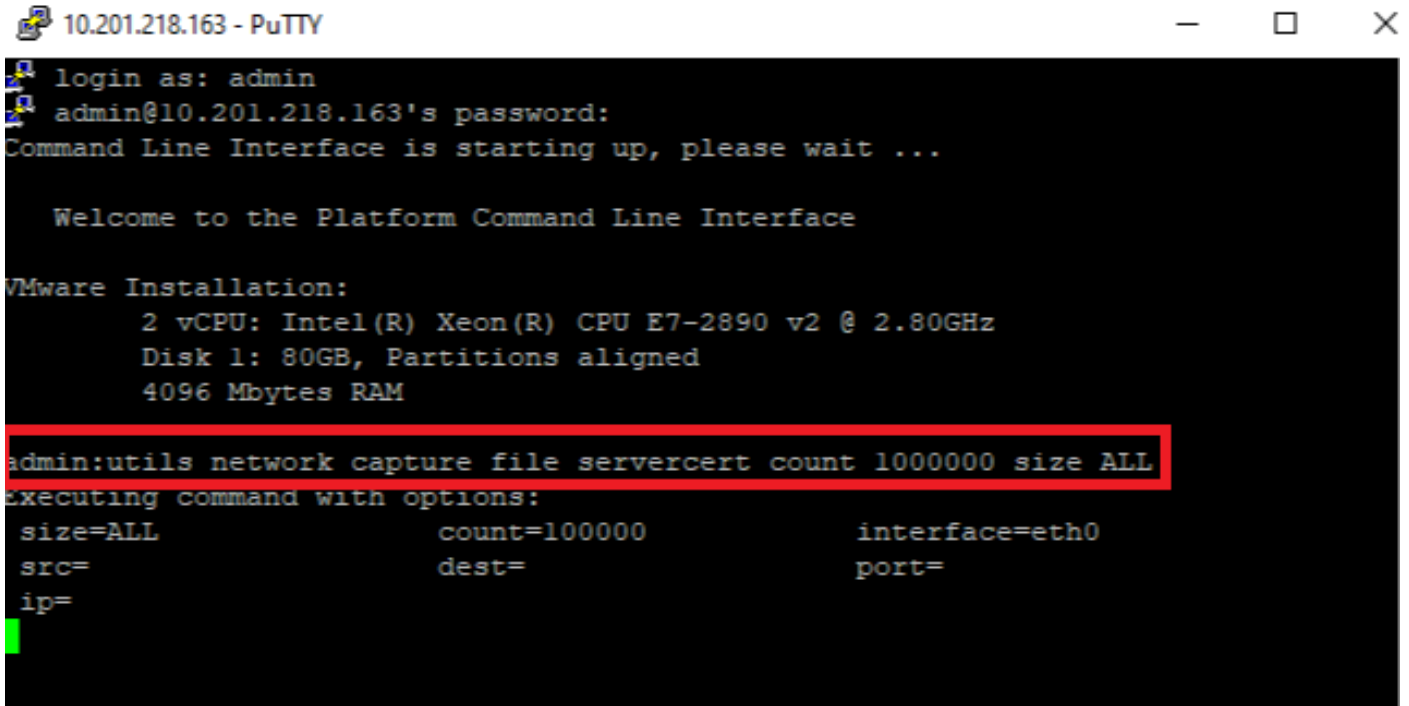 10.201.218.163 - PuTTY
login as: admin
admin@10.201.218.163's password:
Command Line Interface is starting up, please wait ...
Welcome to the Platform Command Line Interface
VMware Installation:
2 vCPU: Intel(R) Xeon(R) CPU E7-2890 v2 @ 2.80GHz
Disk 1: 80GB, Partitions aligned
4096 Mbytes RAM
admin:utils network capture file servercert count 1000000 size ALL
Executing command with options:
size=ALL count=100000 interface=eth0
src= dest= port=
ip=